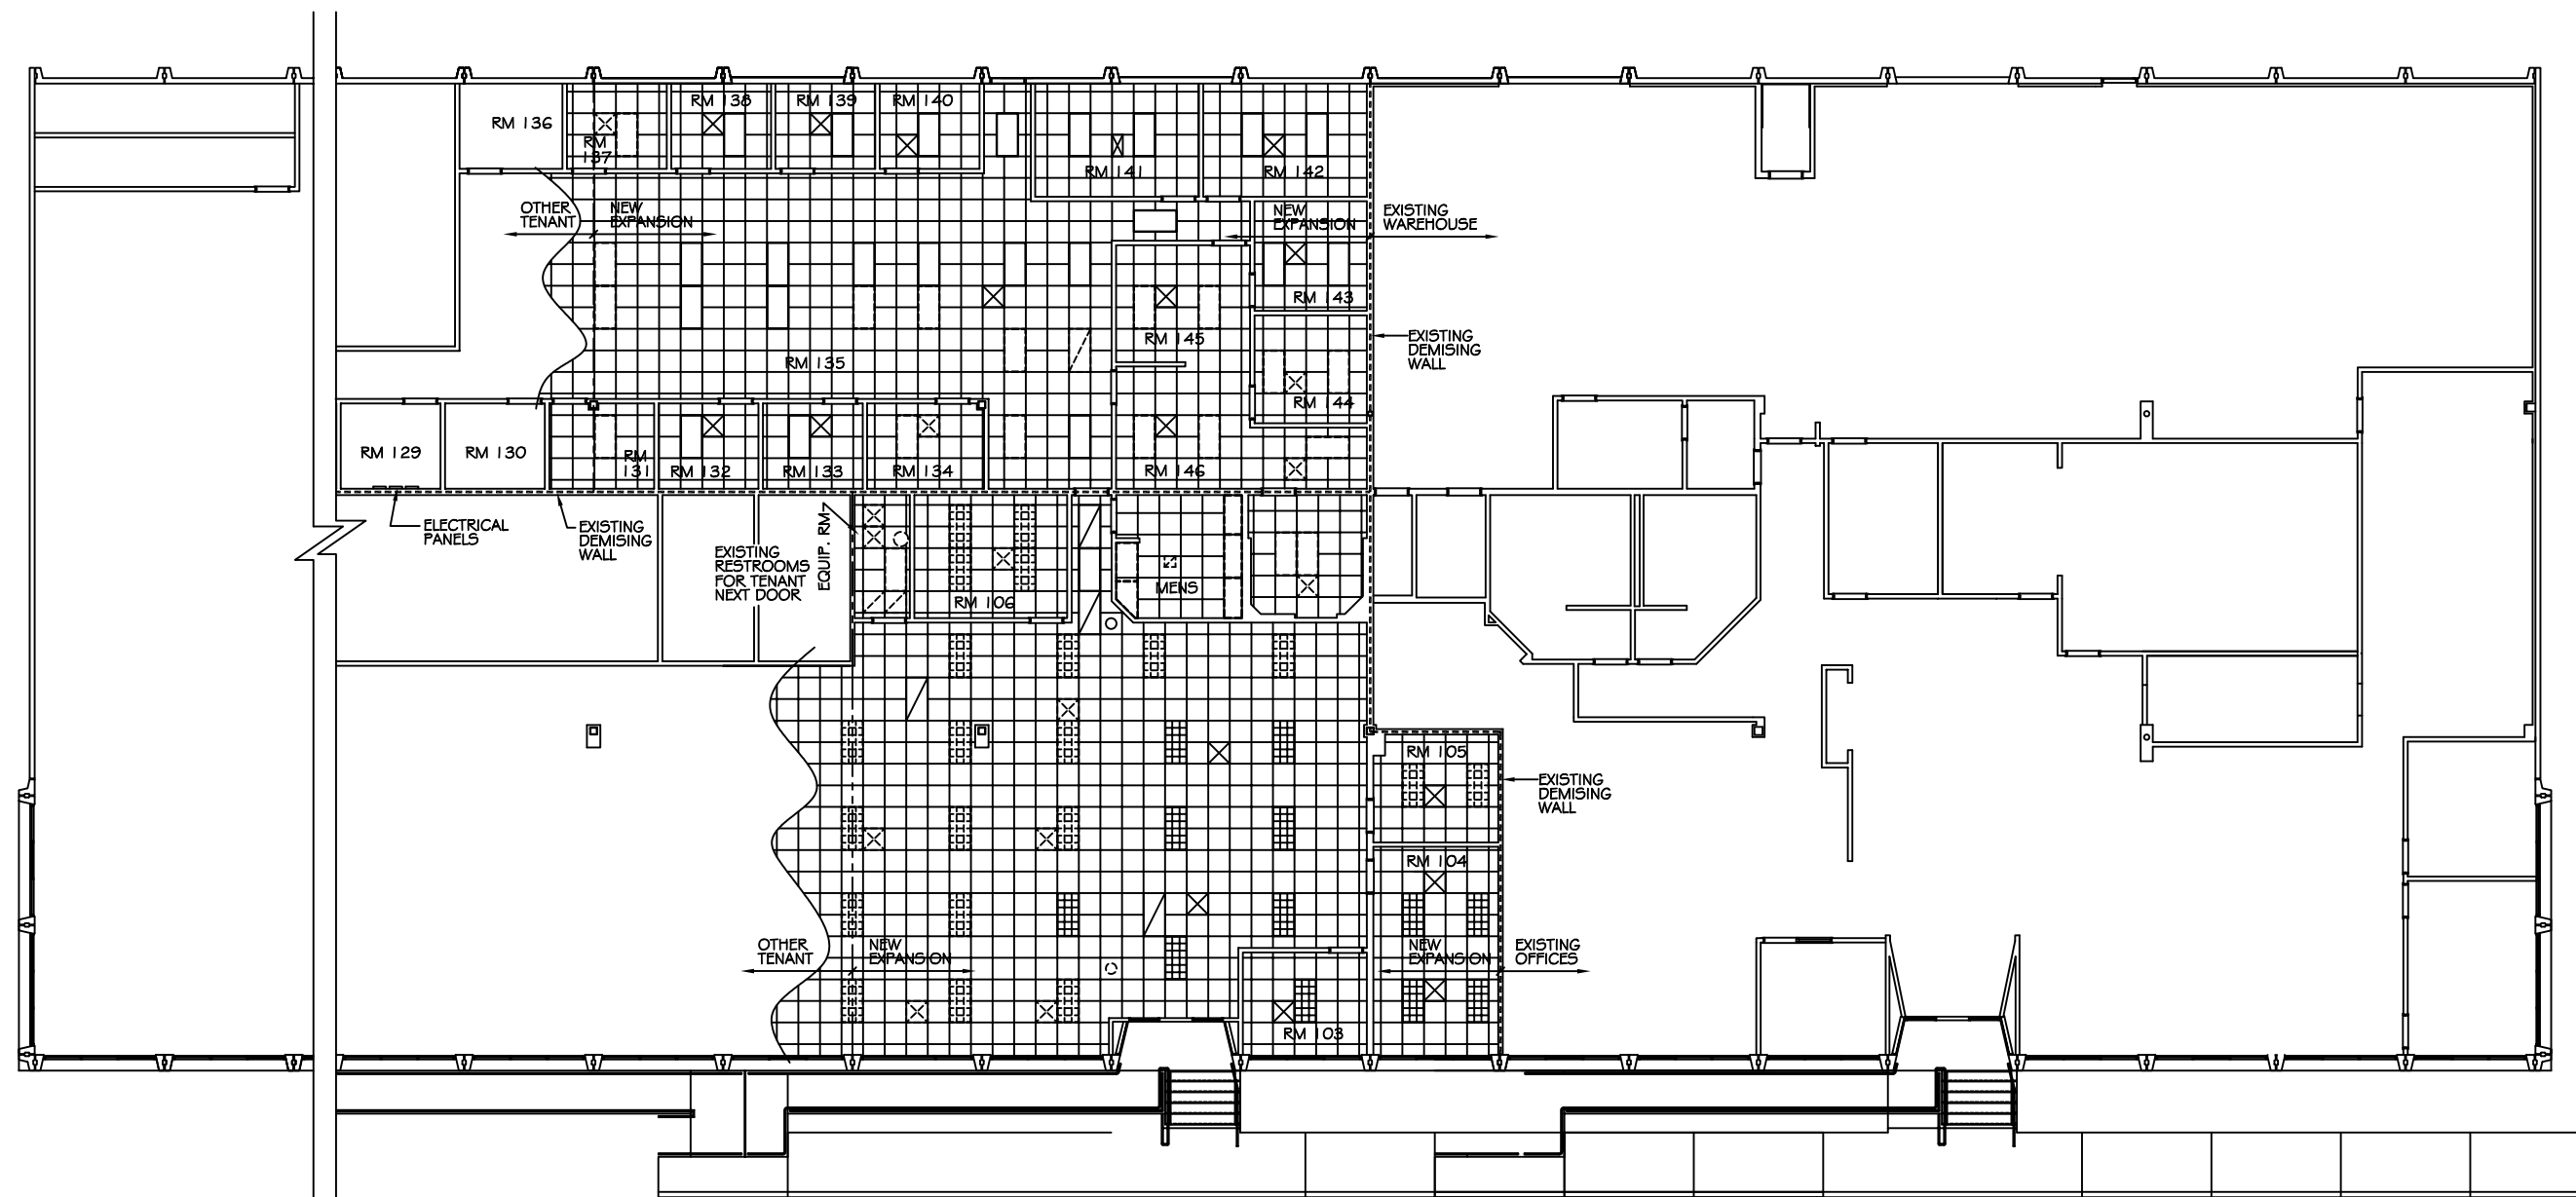 RM 138
RM 139
RM 140
RM 136
RM
137
RM 141
RM 142
OTHER
TENANT
NEW
EXPANSION
NEW
EXPANSION
EXISTING
WAREHOUSE
RM 143
RM 145
EXISTING
DEMISING
WALL
RM 135
RM 144
RM 129
RM 130
RM
131
RM 132
RM 133
RM 134
RM 146
ELECTRICAL
PANELS
EXISTING
DEMISING
WALL
EXISTING
RESTROOMS
FOR TENANT
NEXT DOOR
EQUIP. RM
RM 106
MENS
RM 105
EXISTING
DEMISING
WALL
RM 104
OTHER
TENANT
NEW
EXPANSION
NEW
EXPANSION
EXISTING
OFFICES
RM 103